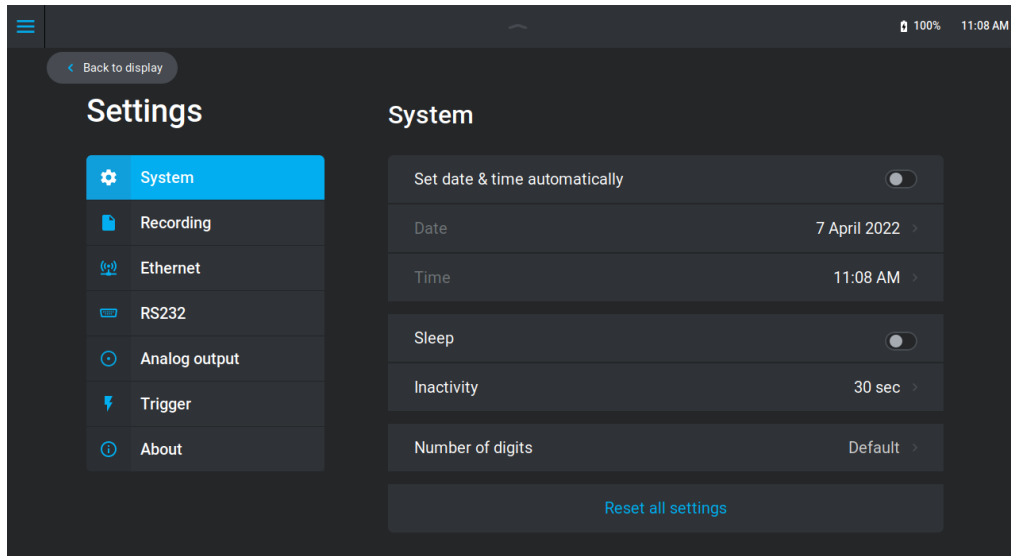 100% 11:08 AM
Back to display
Settings
System
Recording
Ethernet
RS232
Analog output
Trigger
About
System
Set date & time automatically
Date 7 April 2022
Time 11:08 AM
Sleep
Inactivity 30 sec
Number of digits Default
Reset all settings